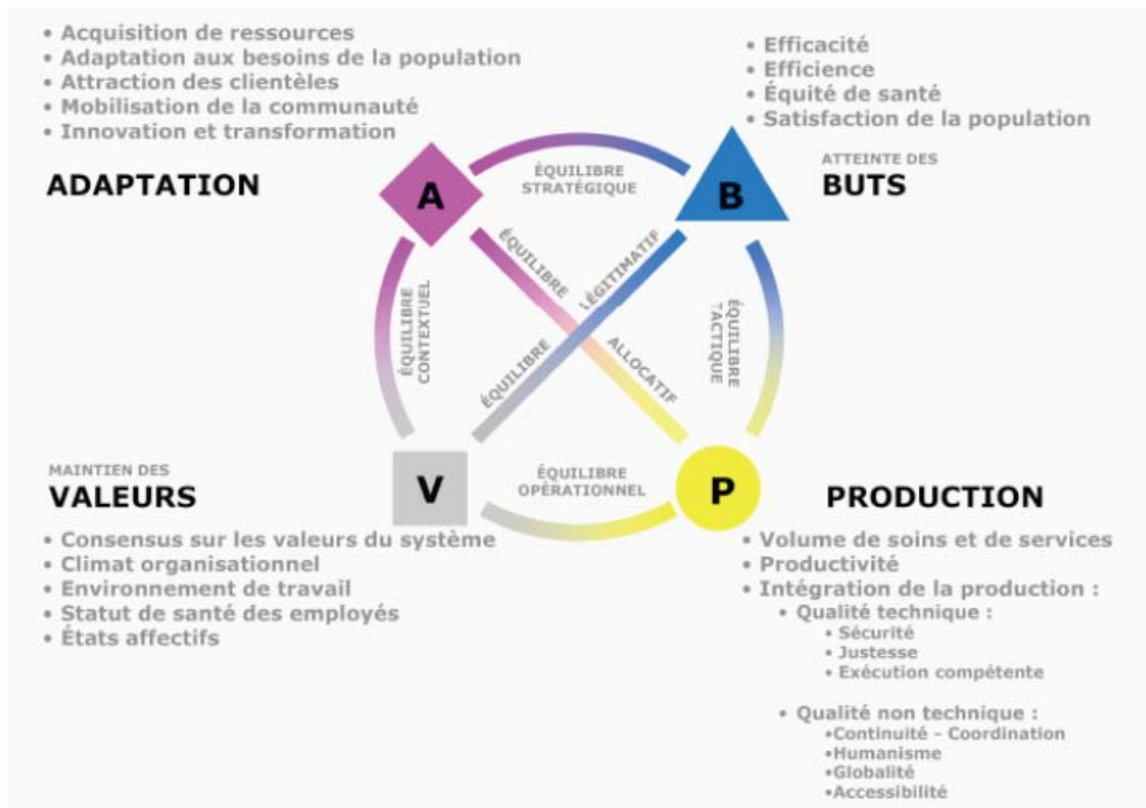 • Acquisition de ressources
• Adaptation aux besoins de la population
• Attraction des clientèles
• Mobilisation de la communauté
• Innovation et transformation
ADAPTATION
• Efficacité
• Efficience
• Équité de santé
• Satisfaction de la population
ATTEINTE DES
BUTS
A
ÉQUILIBRE
STRATÉGIQUE
B
ÉQUILIBRE
CONTEXTUEL
ÉQUILIBRE
ALLOCATIF
ÉQUILIBRE
LÉGITIMATIF
ÉQUILIBRE
TACTIQUE
V
ÉQUILIBRE
OPÉRATIONNEL
P
MAINTIEN DES
VALEURS
• Consensus sur les valeurs du système
• Climat organisationnel
• Environnement de travail
• Statut de santé des employés
• États affectifs
PRODUCTION
• Volume de soins et de services
• Productivité
• Intégration de la production :
• Qualité technique :
• Sécurité
• Justesse
• Exécution compétente
• Qualité non technique :
•Continuité - Coordination
•Humanisme
•Globalité
•Accessibilité